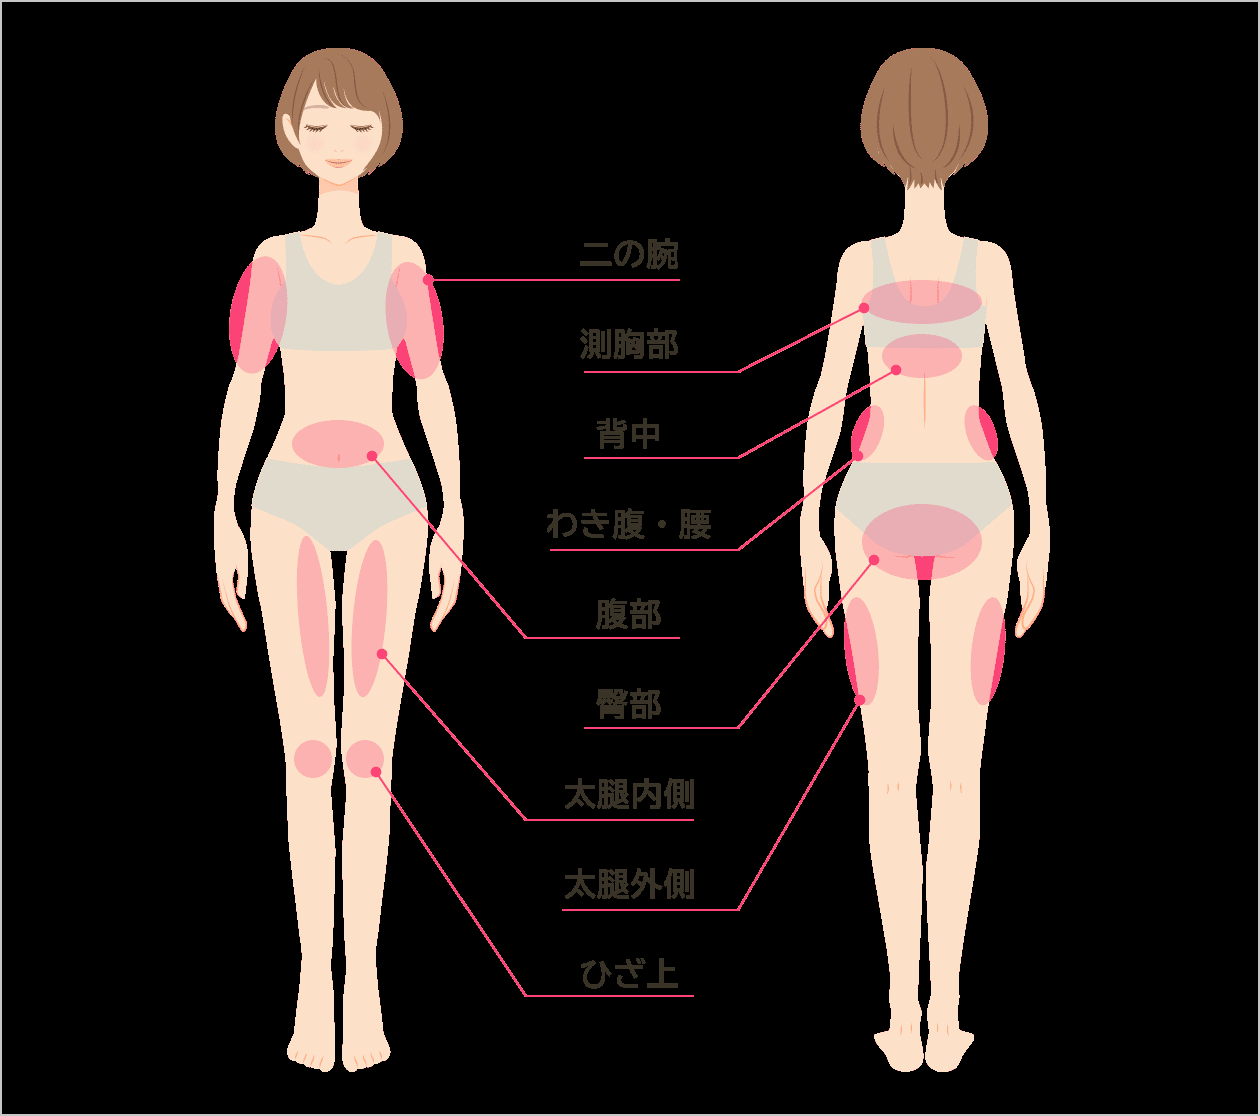 二の腕
測胸部
背中
わき腹・腰
腹部
臀部
太腿内側
太腿外側
ひざ上